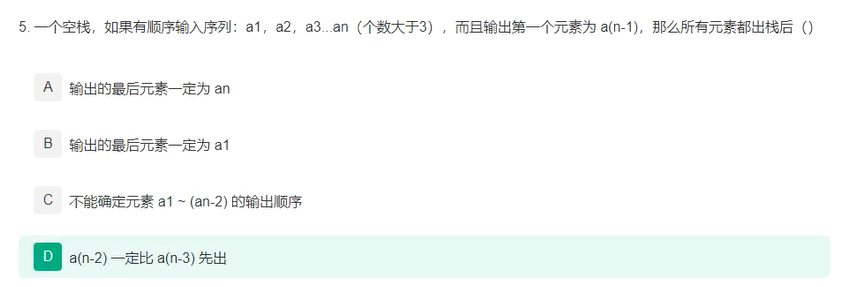 5. 一个空栈，如果有顺序输入序列：a1，a2，a3...an（个数大于3），而且输出第一个元素为 a(n-1)，那么所有元素都出栈后（）
A 输出的最后元素一定为 an
B 输出的最后元素一定为 a1
C 不能确定元素 a1 ~ (an-2) 的输出顺序
D a(n-2) 一定比 a(n-3) 先出